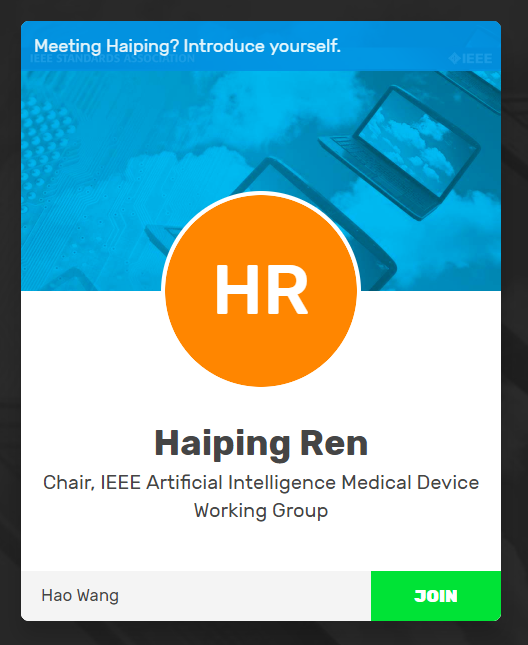 Meeting Haiping? Introduce yourself.
IEEE STANDARDS ASSOCIATION
IEEE
HR
Haiping Ren
Chair, IEEE Artificial Intelligence Medical Device
Working Group
Hao Wang
JOIN